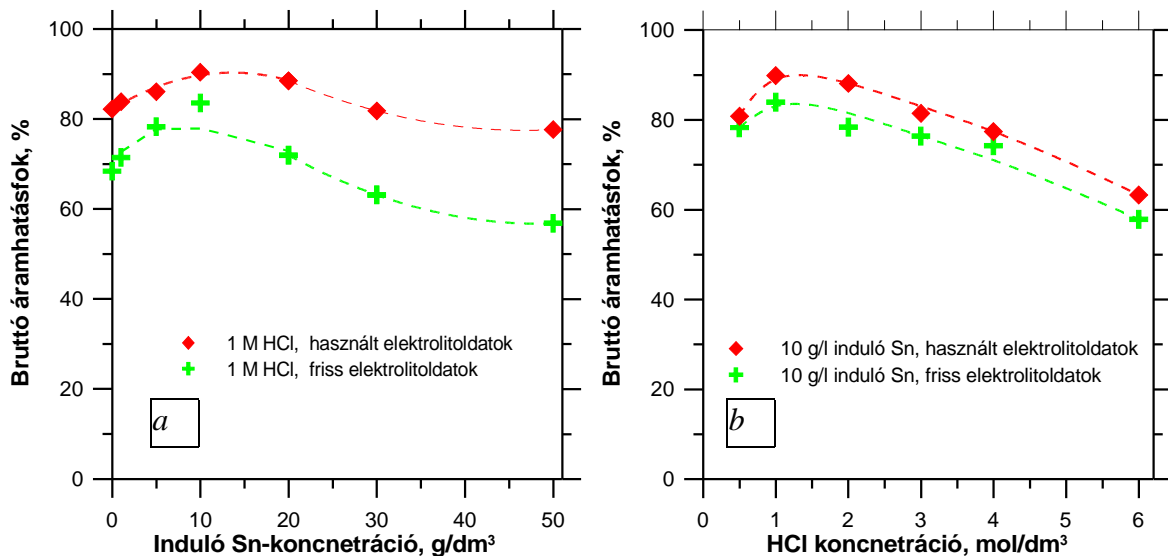 100
80
60
40
20
0
Bruttó áramhatásfok, %
1 M HCl, használt elektrolitoldatok
1 M HCl, friss elektrolitoldatok
a
0 10 20 30 40 50
Induló Sn-koncnetráció, g/dm³
100
80
60
40
20
0
Bruttó áramhatásfok, %
10 g/l induló Sn, használt elektrolitoldatok
10 g/l induló Sn, friss elektrolitoldatok
b
0 1 2 3 4 5 6
HCl koncnetráció, mol/dm³